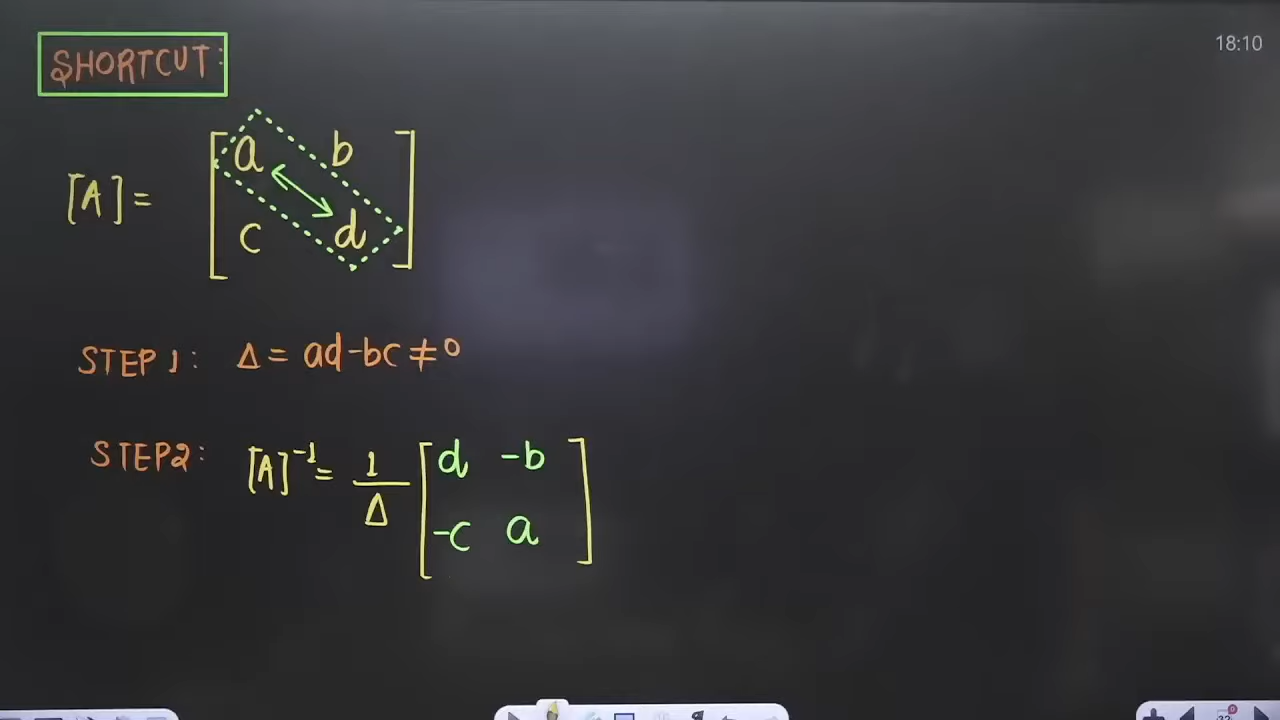 18:10
SHORTCUT:
[A] = [a b
c d]
STEP 1: Δ = ad-bc ≠ 0
STEP2: [A]⁻¹ = 1/Δ [d -b
-c a]